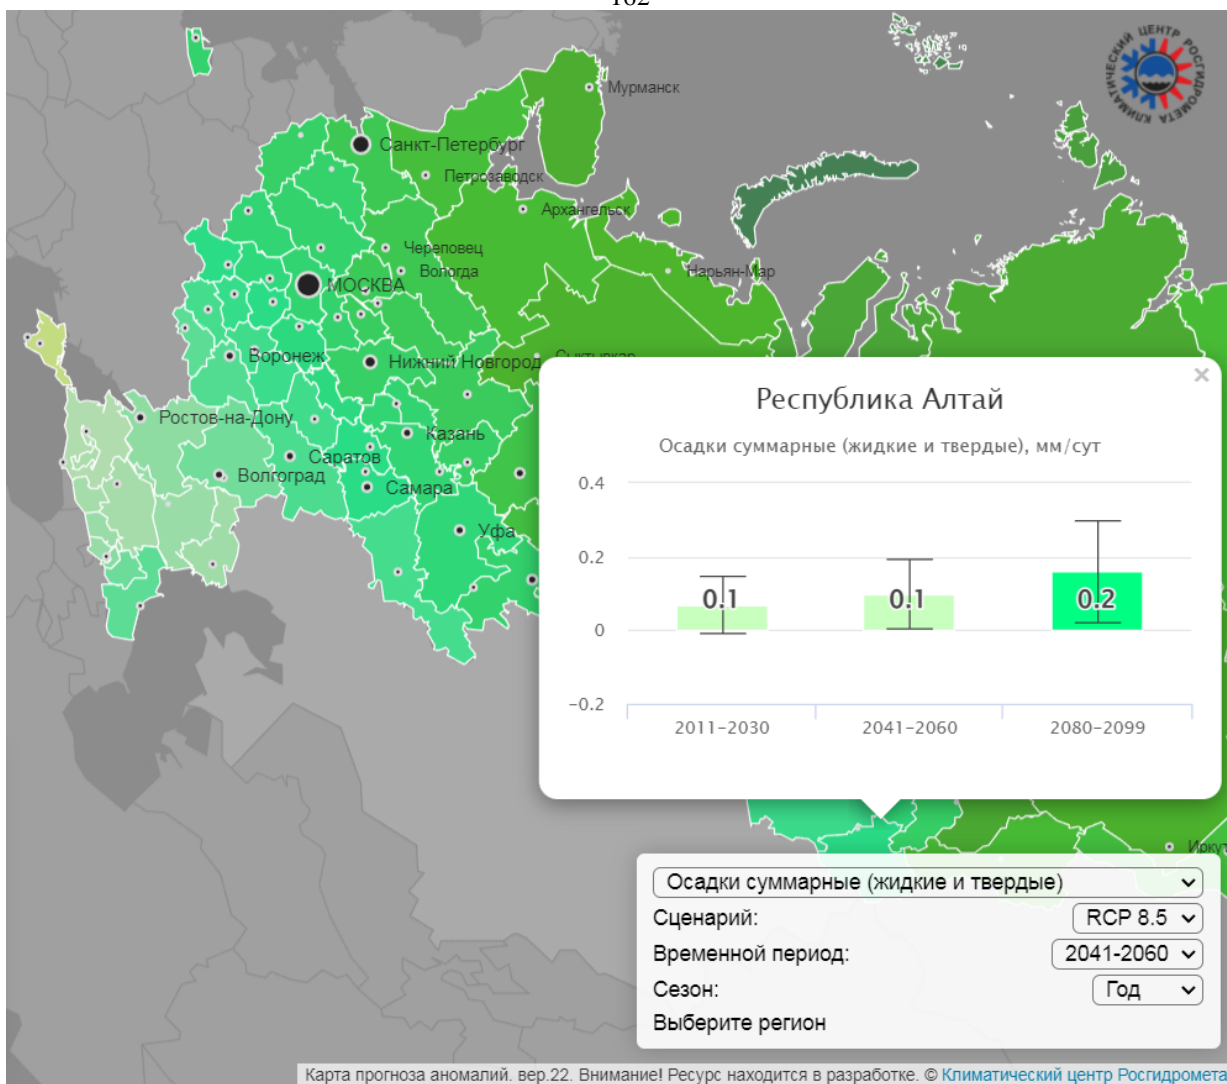 162
КЛИМАТИЧЕСКИЙ ЦЕНТР РОСГИДРОМЕТА
Мурманск
Санкт-Петербург
Петрозаводск
Архангельск
Череповец
Вологда
Нарьян-Мар
МОСКВА
Воронеж
Нижний Новгород
Сыктывкар
Ростов-на-Дону
Казань
Саратов
Волгоград
Самара
Уфа
×
Республика Алтай
Осадки суммарные (жидкие и твердые), мм/сут
0.4
0.2
0
-0.2
0.1
0.1
0.2
2011-2030
2041-2060
2080-2099
Иркут
Осадки суммарные (жидкие и твердые)
Сценарий: RCP 8.5
Временной период: 2041-2060
Сезон: Год
Выберите регион
Карта прогноза аномалий. вер.22. Внимание! Ресурс находится в разработке. © Климатический центр Росгидромета